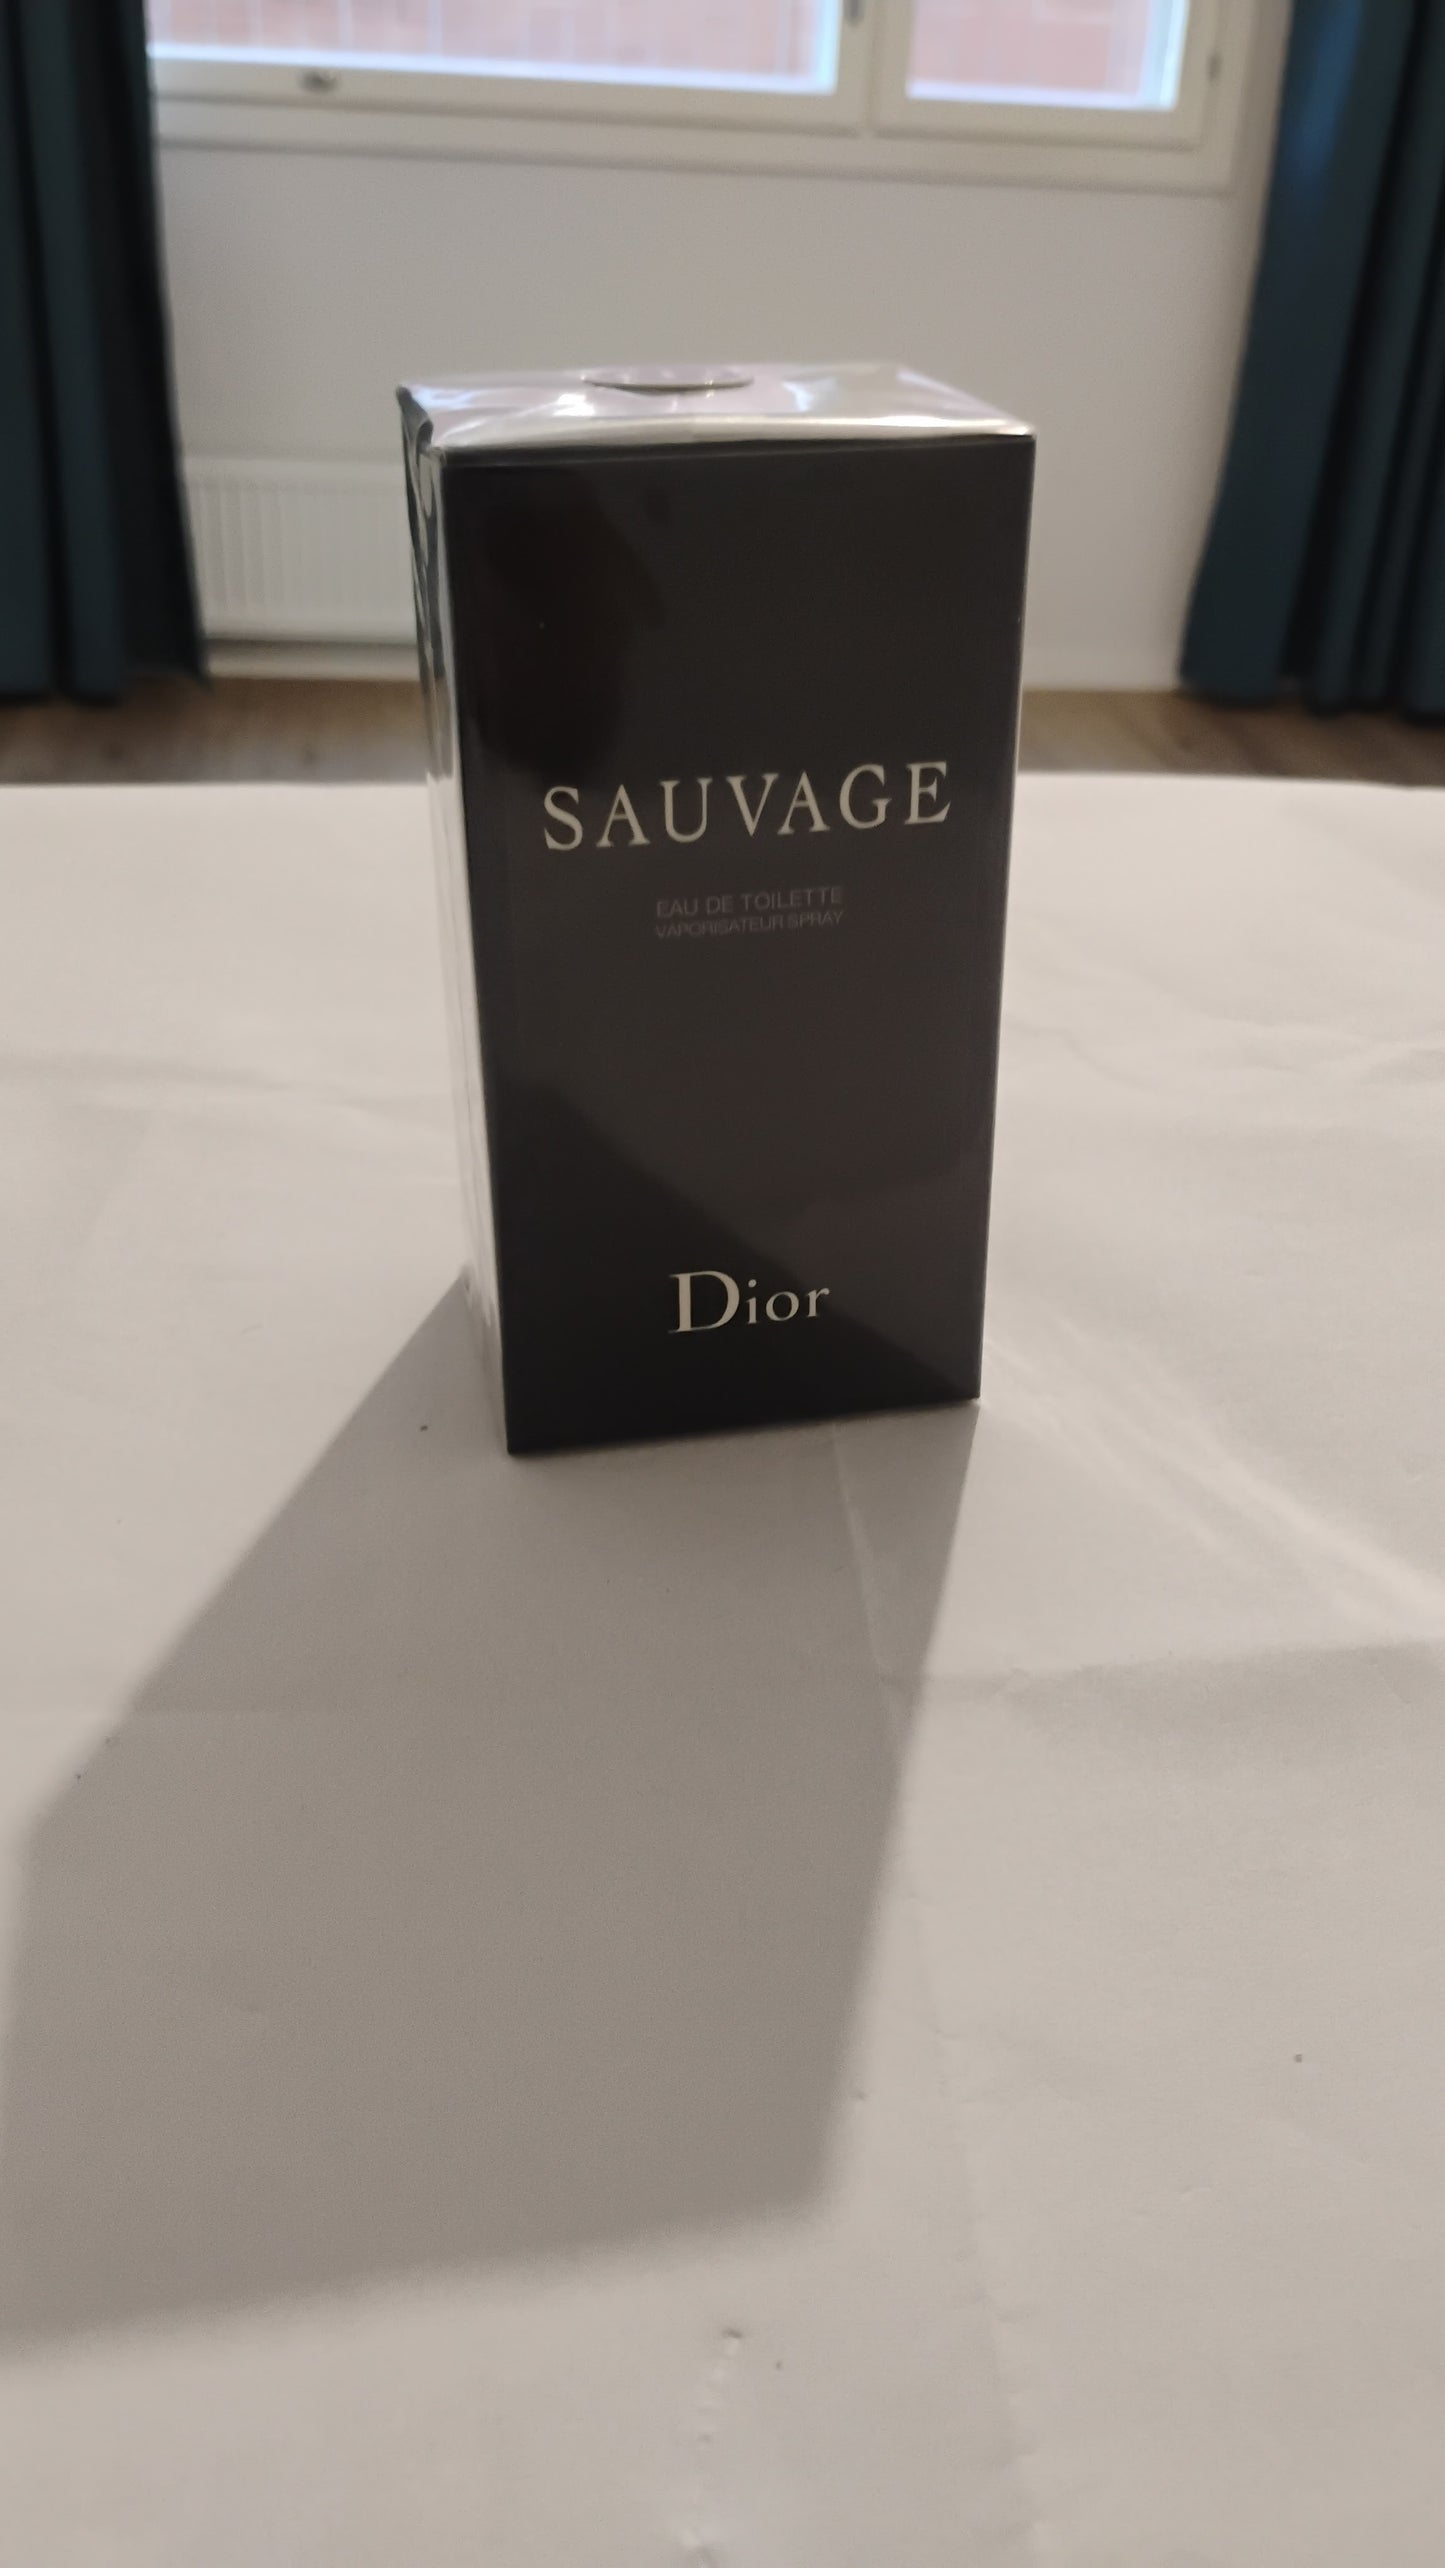 SAUVAGE
EAU DE TOILETTE
VAPORISATEUR SPRAY
Dior